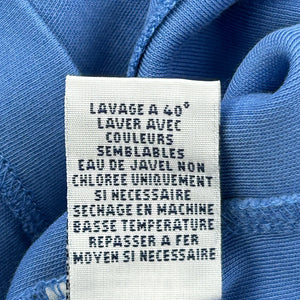 LAVAGE A 40°
LAVER AVEC
COULEURS
SEMBLABLES
EAU DE JAVEL NON
CHLOREE UNIQUEMENT
SI NECESSAIRE
SECHAGE EN MACHINE
BASSE TEMPERATURE
REPASSER A FER
MOYEN SI NECESSAIRE